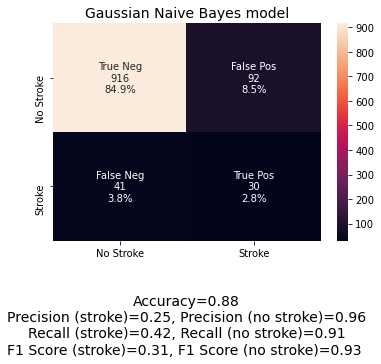 Gaussian Naive Bayes model
True Neg
916
84.9%
False Pos
92
8.5%
No Stroke
False Neg
41
3.8%
True Pos
30
2.8%
Stroke
No Stroke
Stroke
900
800
700
600
500
400
300
200
100
Accuracy=0.88
Precision (stroke)=0.25, Precision (no stroke)=0.96
Recall (stroke)=0.42, Recall (no stroke)=0.91
F1 Score (stroke)=0.31, F1 Score (no stroke)=0.93